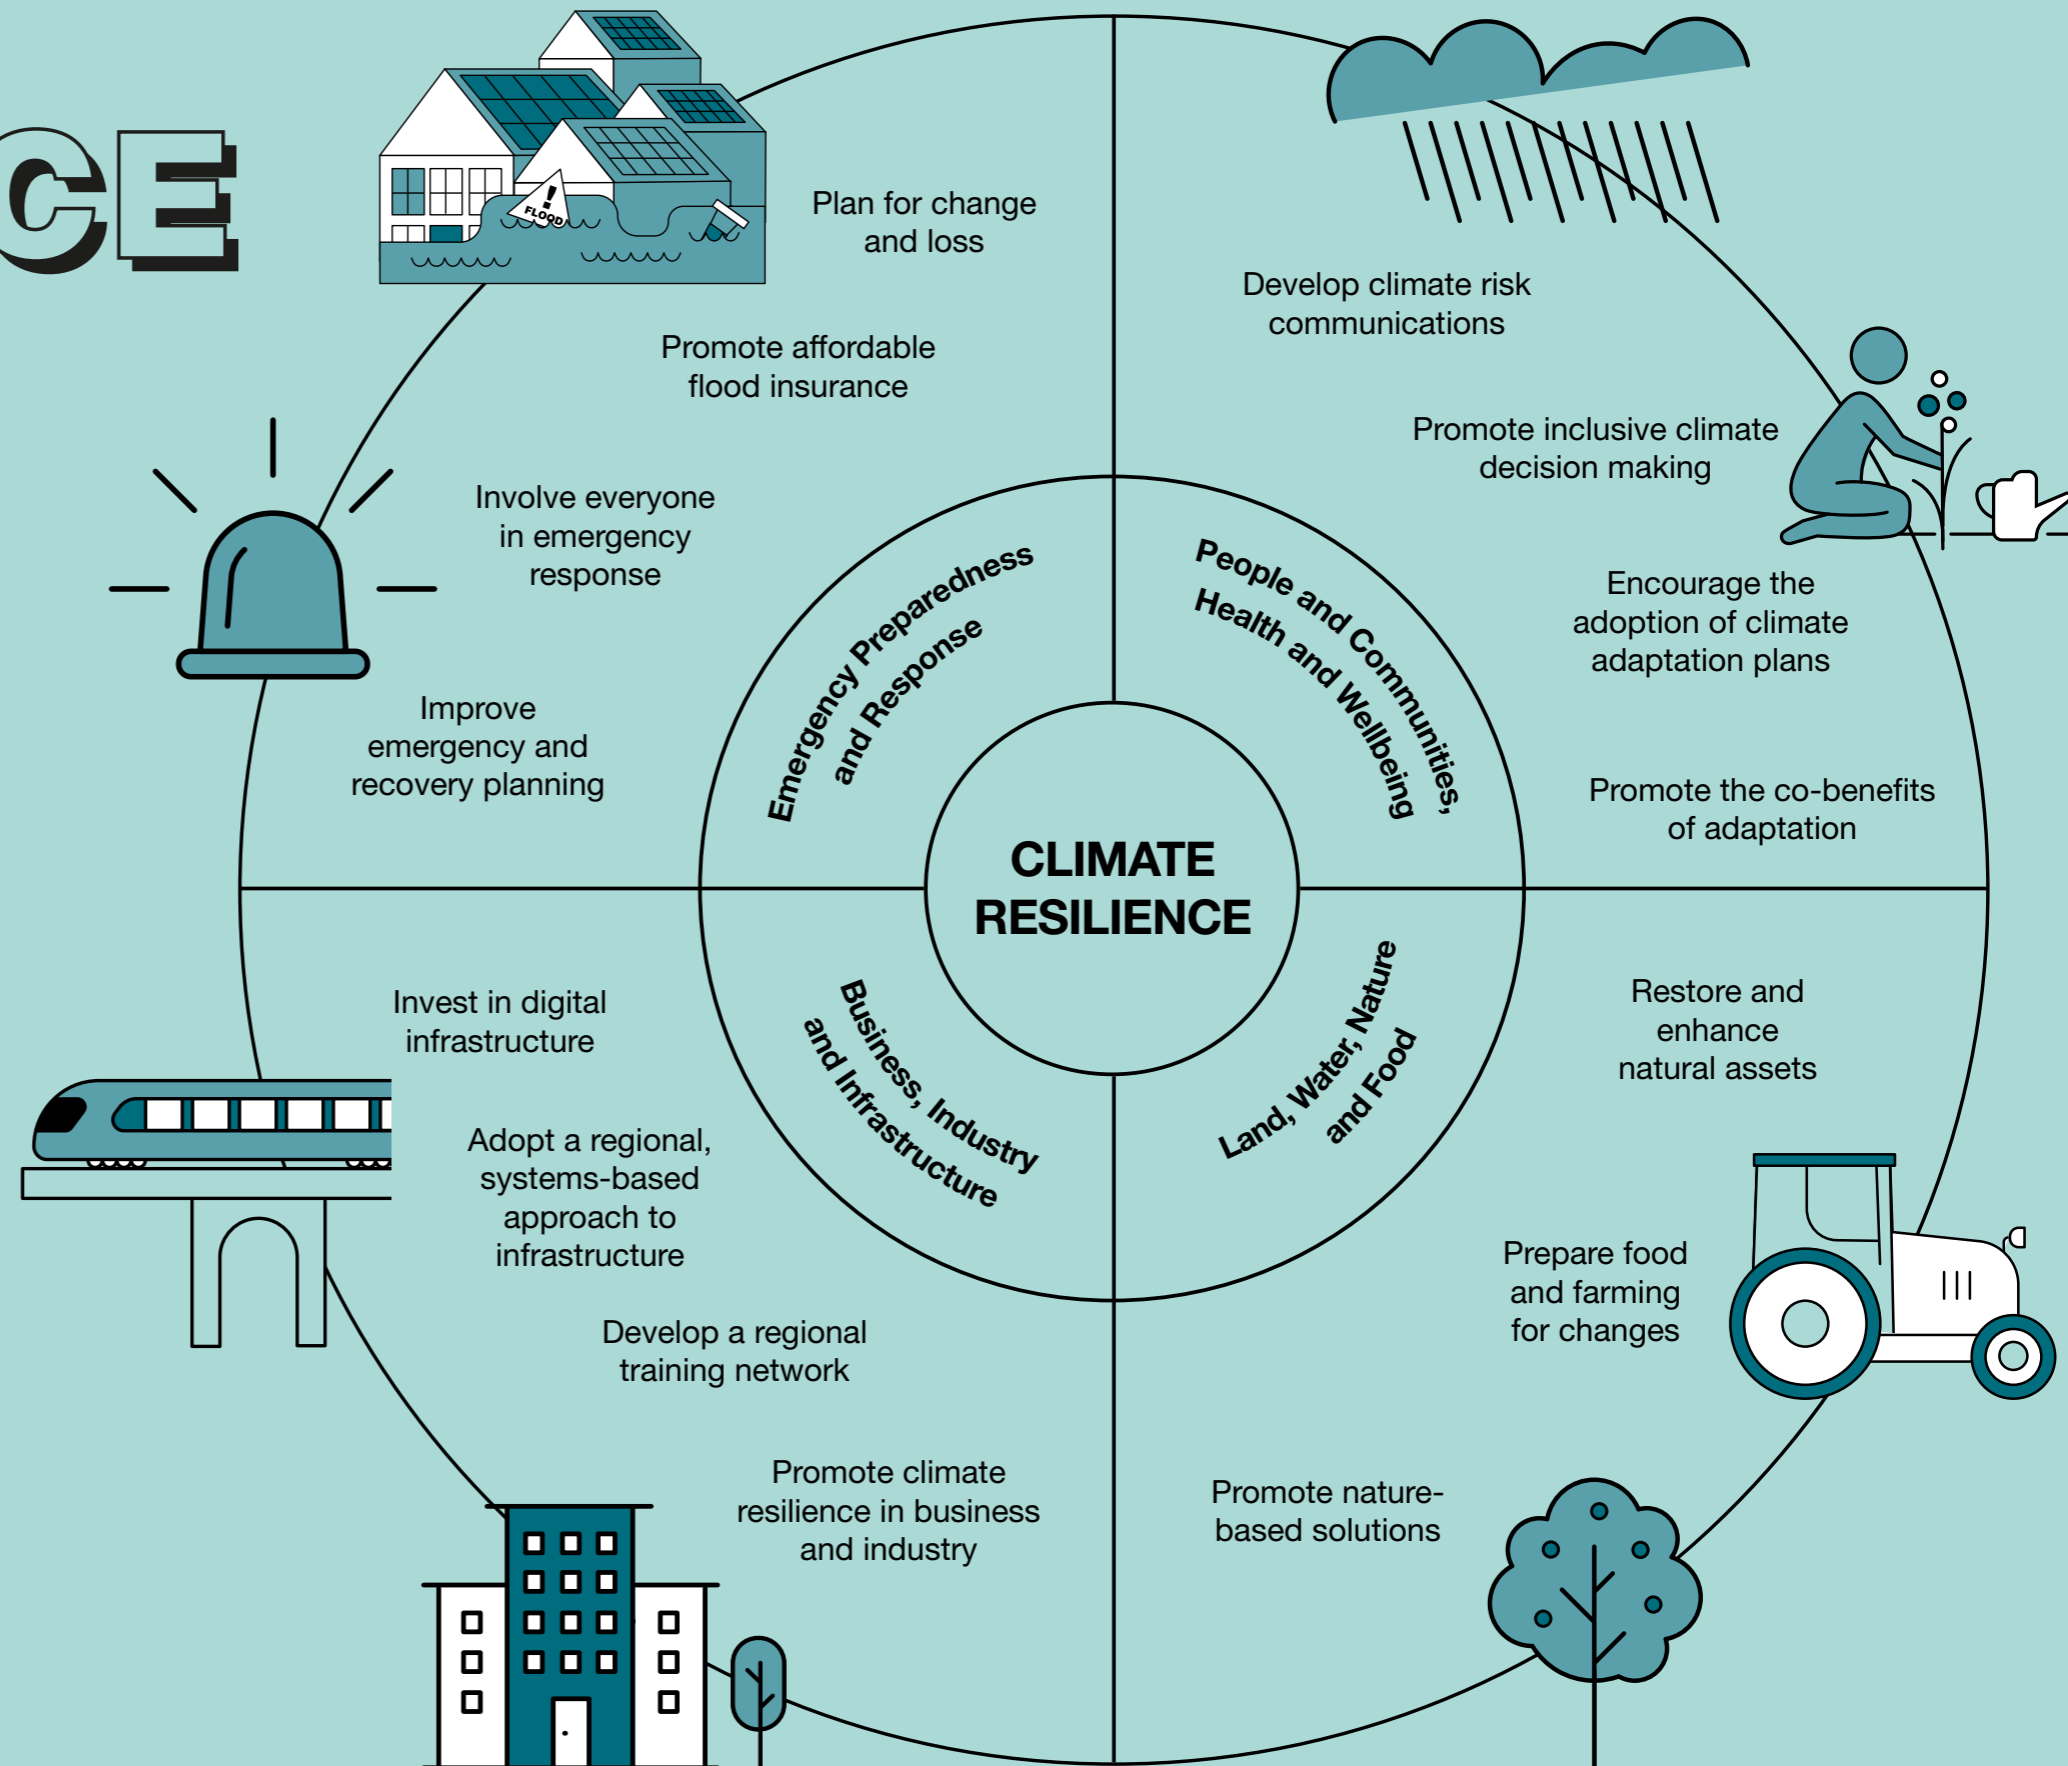 CE
FLOOD
Plan for change
and loss
Promote affordable
flood insurance
Involve everyone
in emergency
response
Improve
emergency and
recovery planning
Develop climate risk
communications
Promote inclusive climate
decision making
Encourage the
adoption of climate
adaptation plans
Promote the co-benefits
of adaptation
Emergency Preparedness
and Response
People and Communities,
Health and Wellbeing
CLIMATE
RESILIENCE
Business, Industry
and Infrastructure
Land, Water, Nature
and Food
Invest in digital
infrastructure
Adopt a regional,
systems-based
approach to
infrastructure
Develop a regional
training network
Promote climate
resilience in business
and industry
Restore and
enhance
natural assets
Prepare food
and farming
for changes
Promote nature-
based solutions